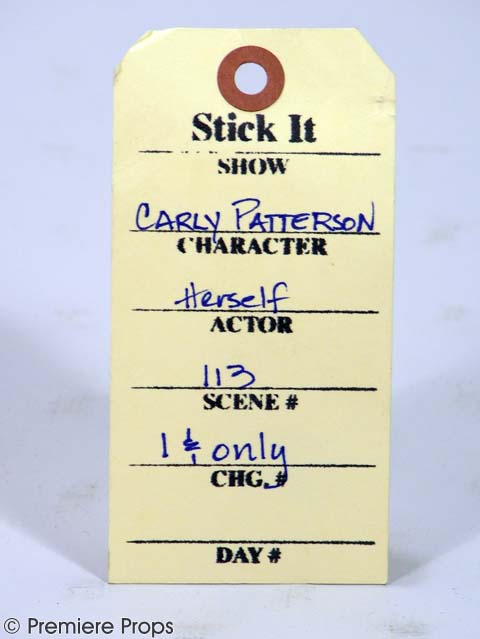 Stick It
SHOW
CARLY PATTERSON
CHARACTER
Herself
ACTOR
113
SCENE #
1 & only
CHG. #
DAY #
© Premiere Props